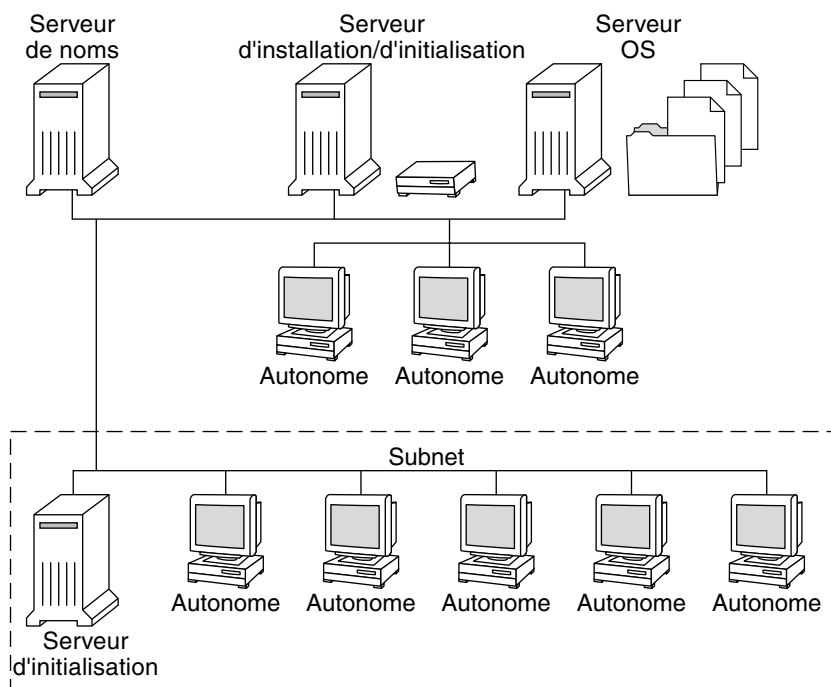 Serveur
de noms
Serveur
d'installation/d'initialisation
Serveur
OS
Autonome
Autonome
Autonome
Subnet
Autonome
Autonome
Autonome
Autonome
Autonome
Serveur
d'initialisation